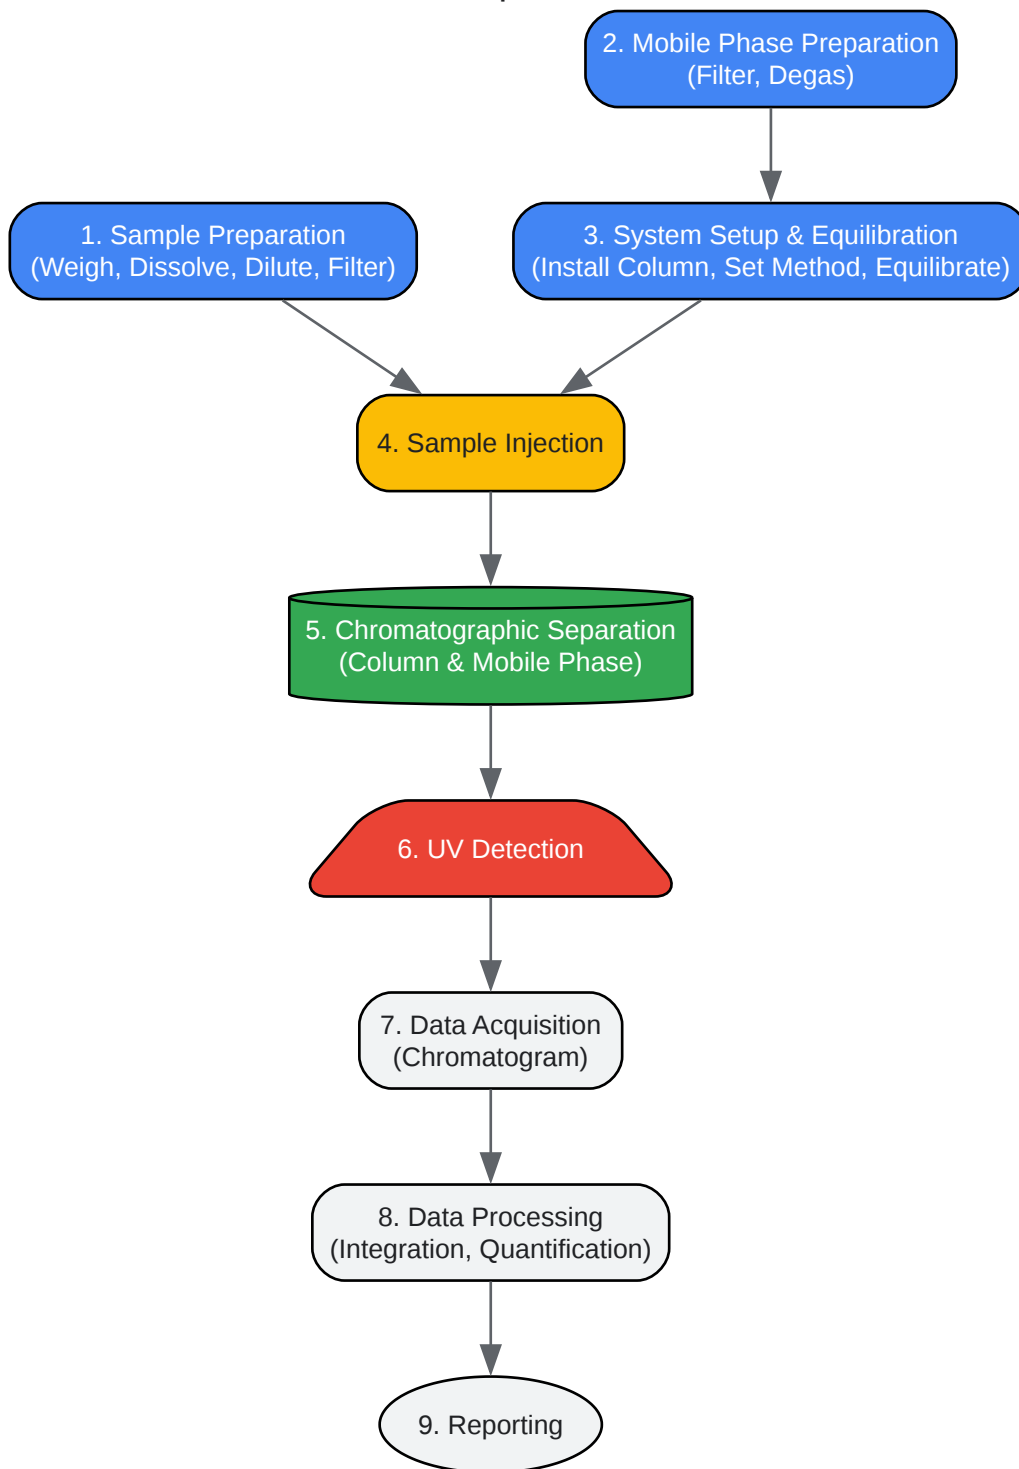 2. Mobile Phase Preparation
(Filter, Degas)
1. Sample Preparation
(Weigh, Dissolve, Dilute, Filter)
3. System Setup & Equilibration
(Install Column, Set Method, Equilibrate)
4. Sample Injection
5. Chromatographic Separation
(Column & Mobile Phase)
6. UV Detection
7. Data Acquisition
(Chromatogram)
8. Data Processing
(Integration, Quantification)
9. Reporting